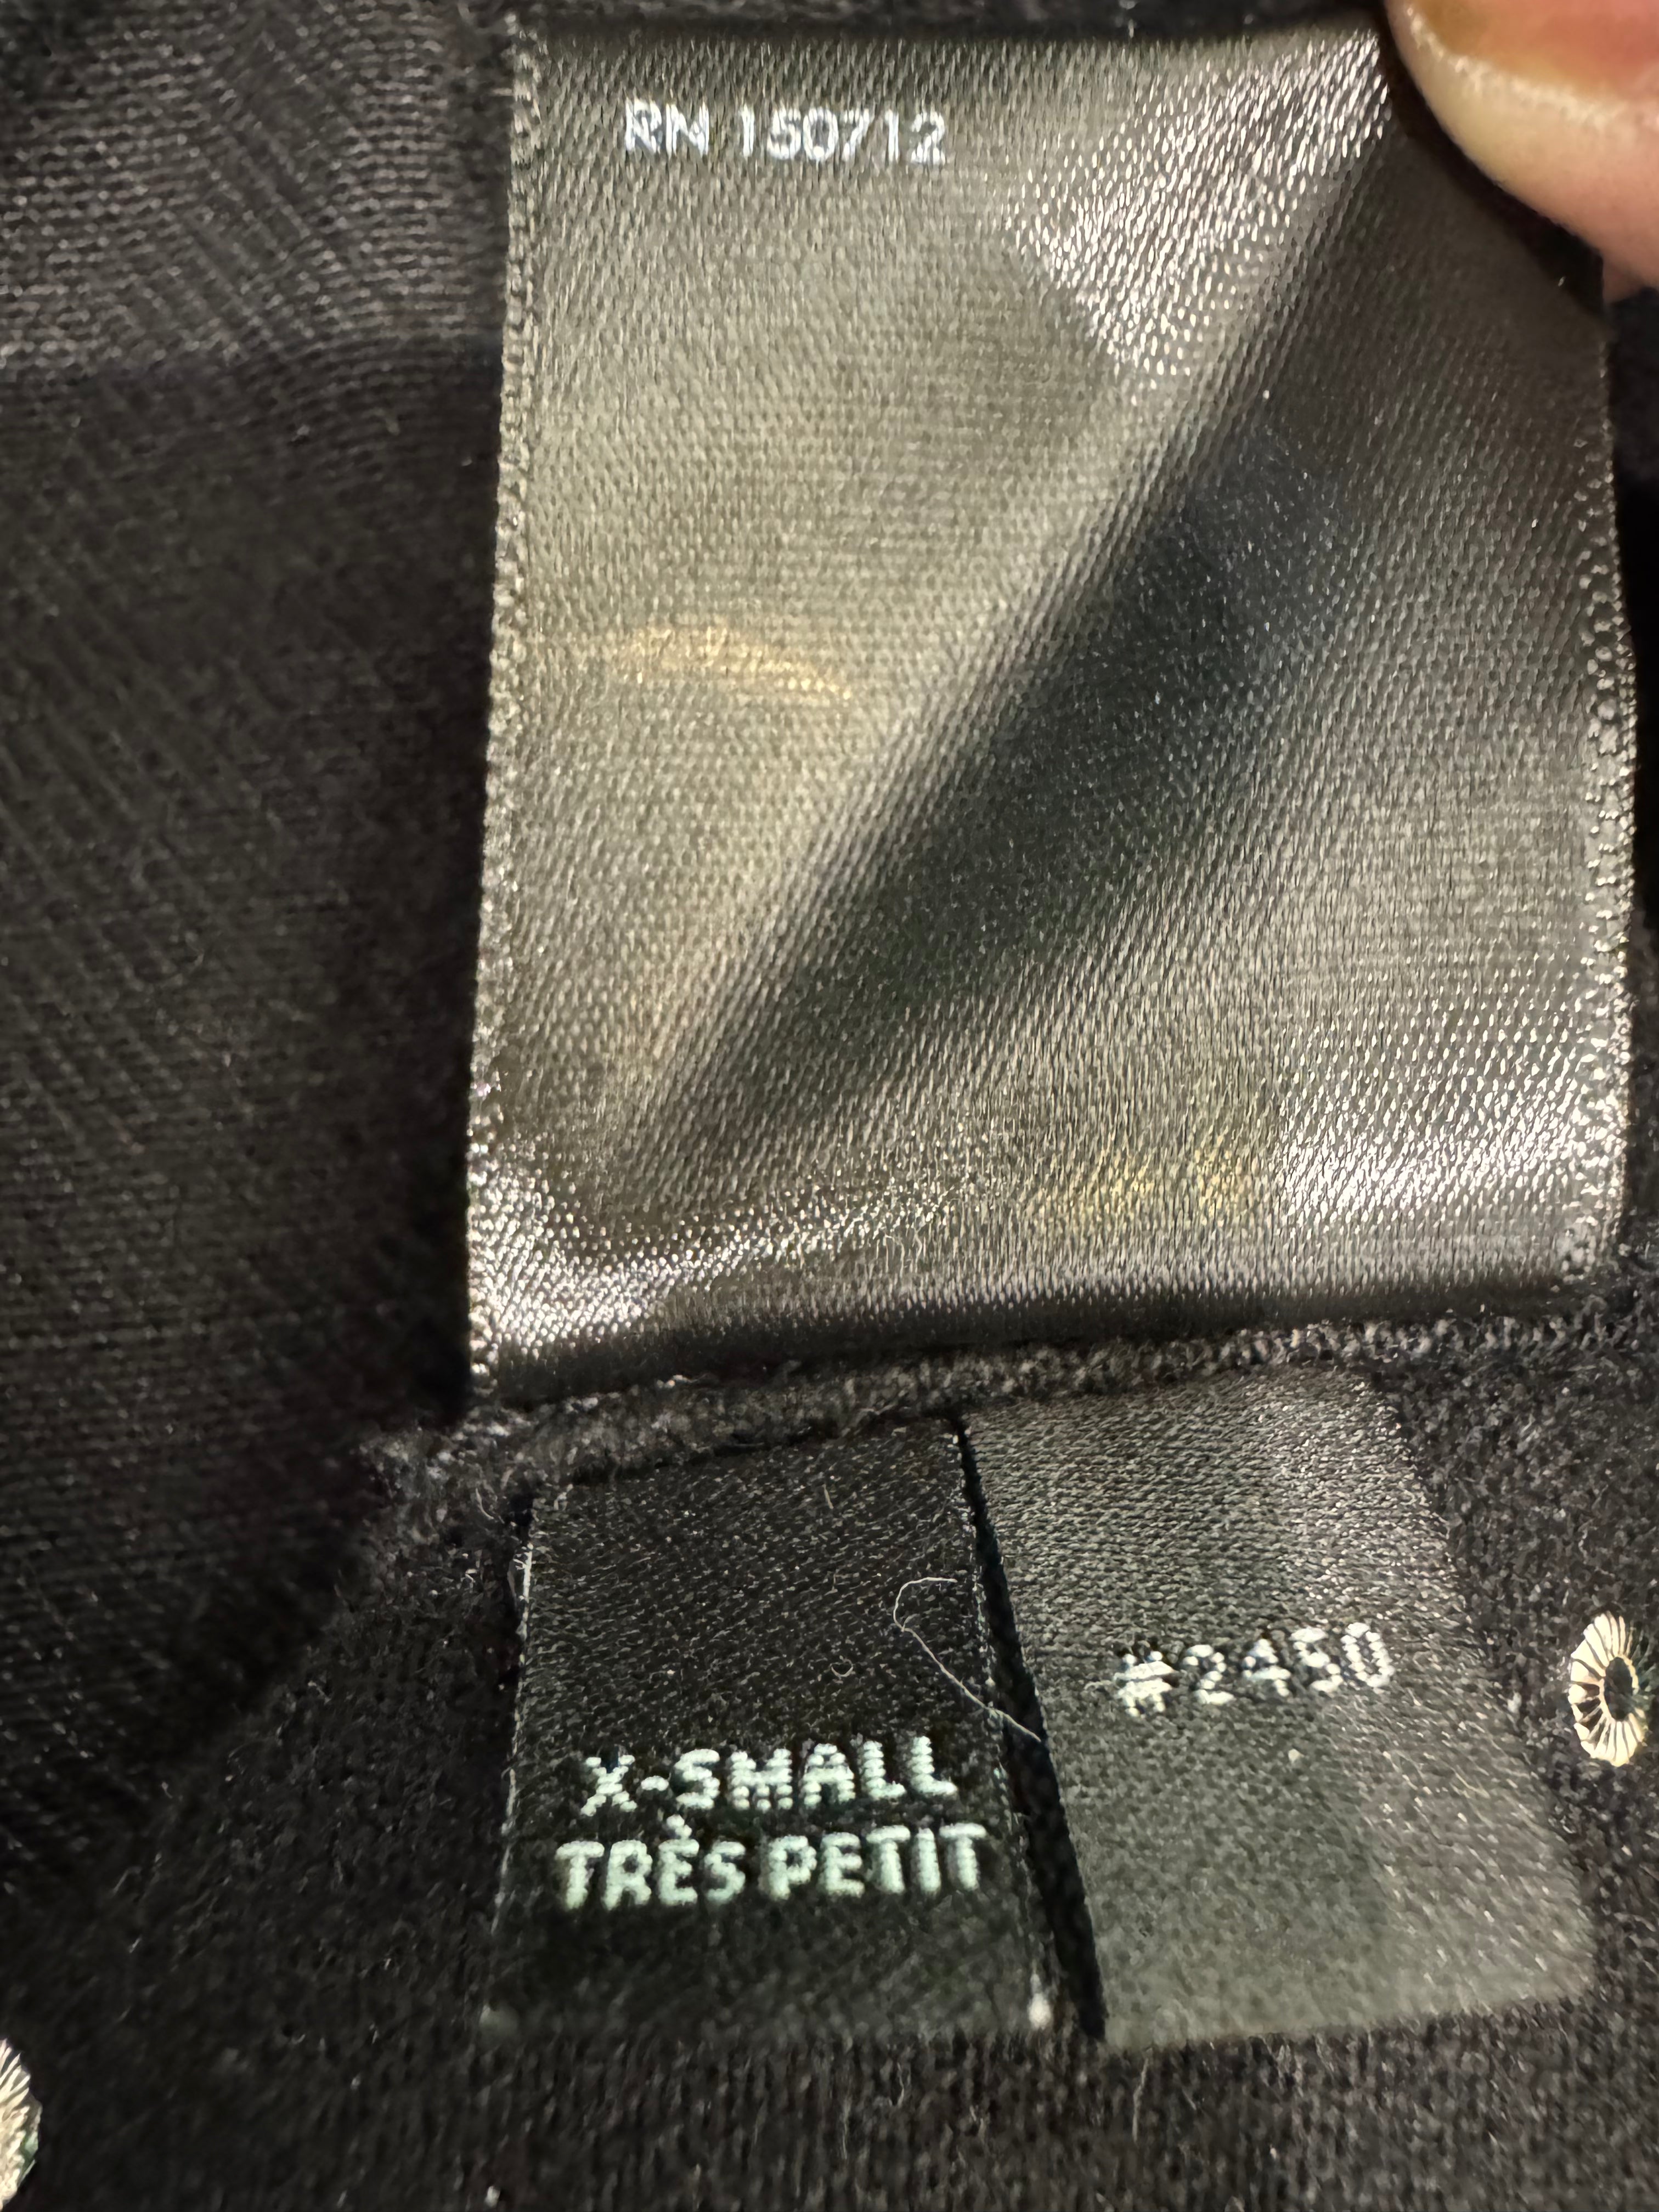 RN 150712
X-SMALL
TRÈS PETIT
#2450